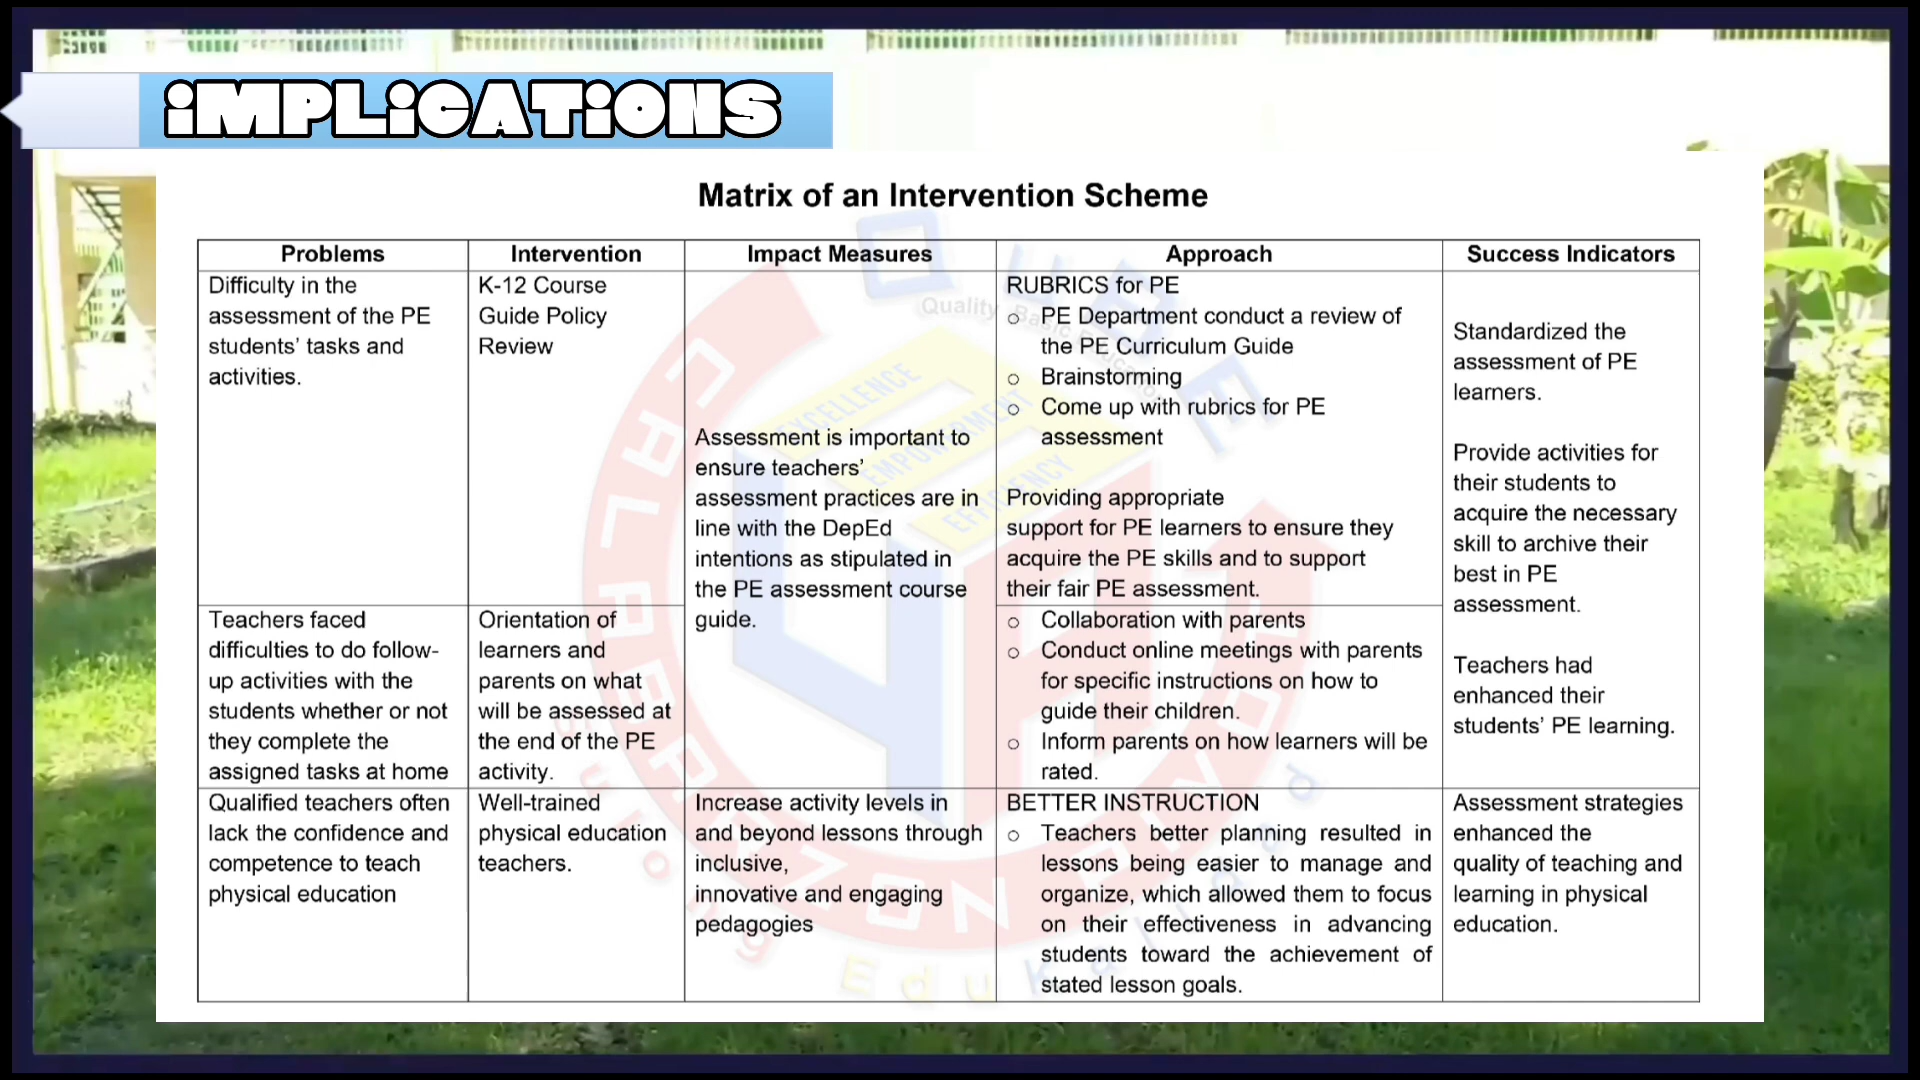 iMPLiCATiONS
Matrix of an Intervention Scheme
Problems
Intervention
Impact Measures
Approach
Success Indicators
Difficulty in the
assessment of the PE
students' tasks and
activities.
K-12 Course
Guide Policy
Review
Assessment is important to
ensure teachers'
assessment practices are in
line with the DepEd
intentions as stipulated in
the PE assessment course
guide.
RUBRICS for PE
o PE Department conduct a review of
the PE Curriculum Guide
o Brainstorming
o Come up with rubrics for PE
assessment
Providing appropriate
support for PE learners to ensure they
acquire the PE skills and to support
their fair PE assessment.
Standardized the
assessment of PE
learners.
Provide activities for
their students to
acquire the necessary
skill to archive their
best in PE
assessment.
Teachers had
enhanced their
students' PE learning.
Teachers faced
difficulties to do follow-
up activities with the
students whether or not
they complete the
assigned tasks at home
Orientation of
learners and
parents on what
will be assessed at
the end of the PE
activity.
o Collaboration with parents
o Conduct online meetings with parents
for specific instructions on how to
guide their children.
o Inform parents on how learners will be
rated.
Qualified teachers often
lack the confidence and
competence to teach
physical education
Well-trained
physical education
teachers.
Increase activity levels in
and beyond lessons through
inclusive,
innovative and engaging
pedagogies
BETTER INSTRUCTION
o Teachers better planning resulted in
lessons being easier to manage and
organize, which allowed them to focus
on their effectiveness in advancing
students toward the achievement of
stated lesson goals.
Assessment strategies
enhanced the
quality of teaching and
learning in physical
education.
QUBE
Quality Basic Education
EXCELLENCE
EMPOWERMENT
EFFICIENCY
4A
CALABARZON